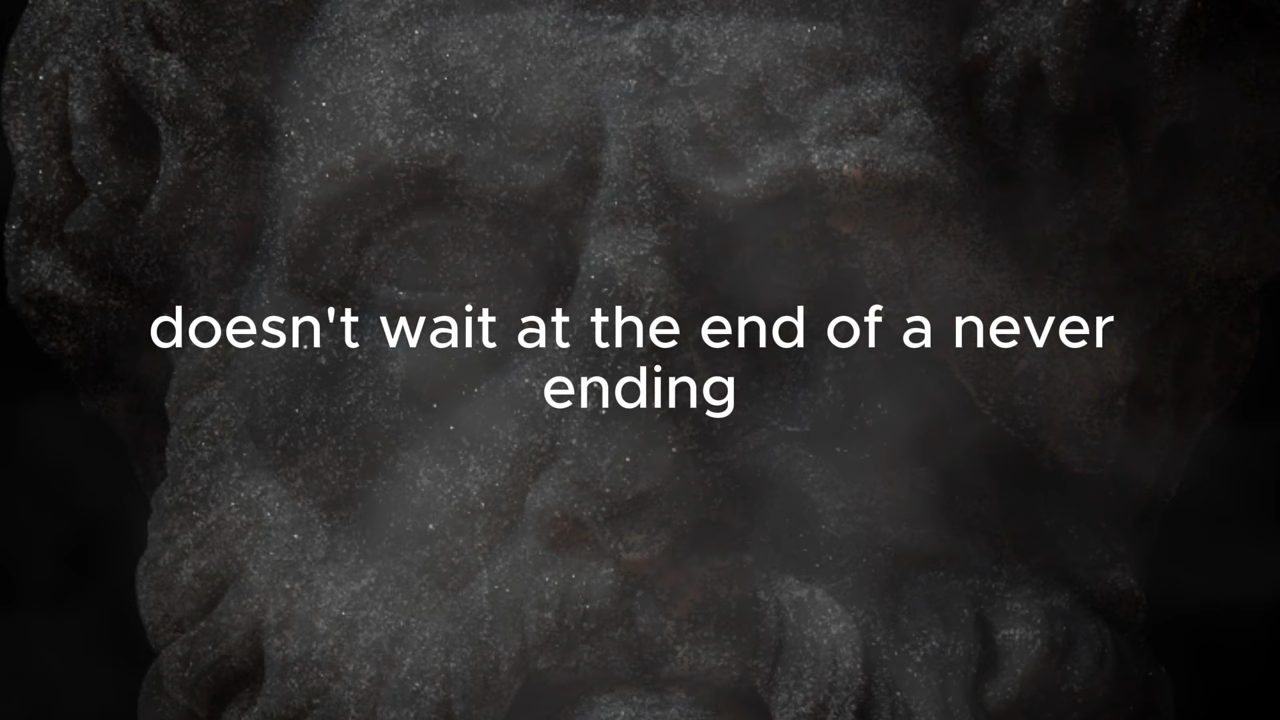 doesn't wait at the end of a never
ending